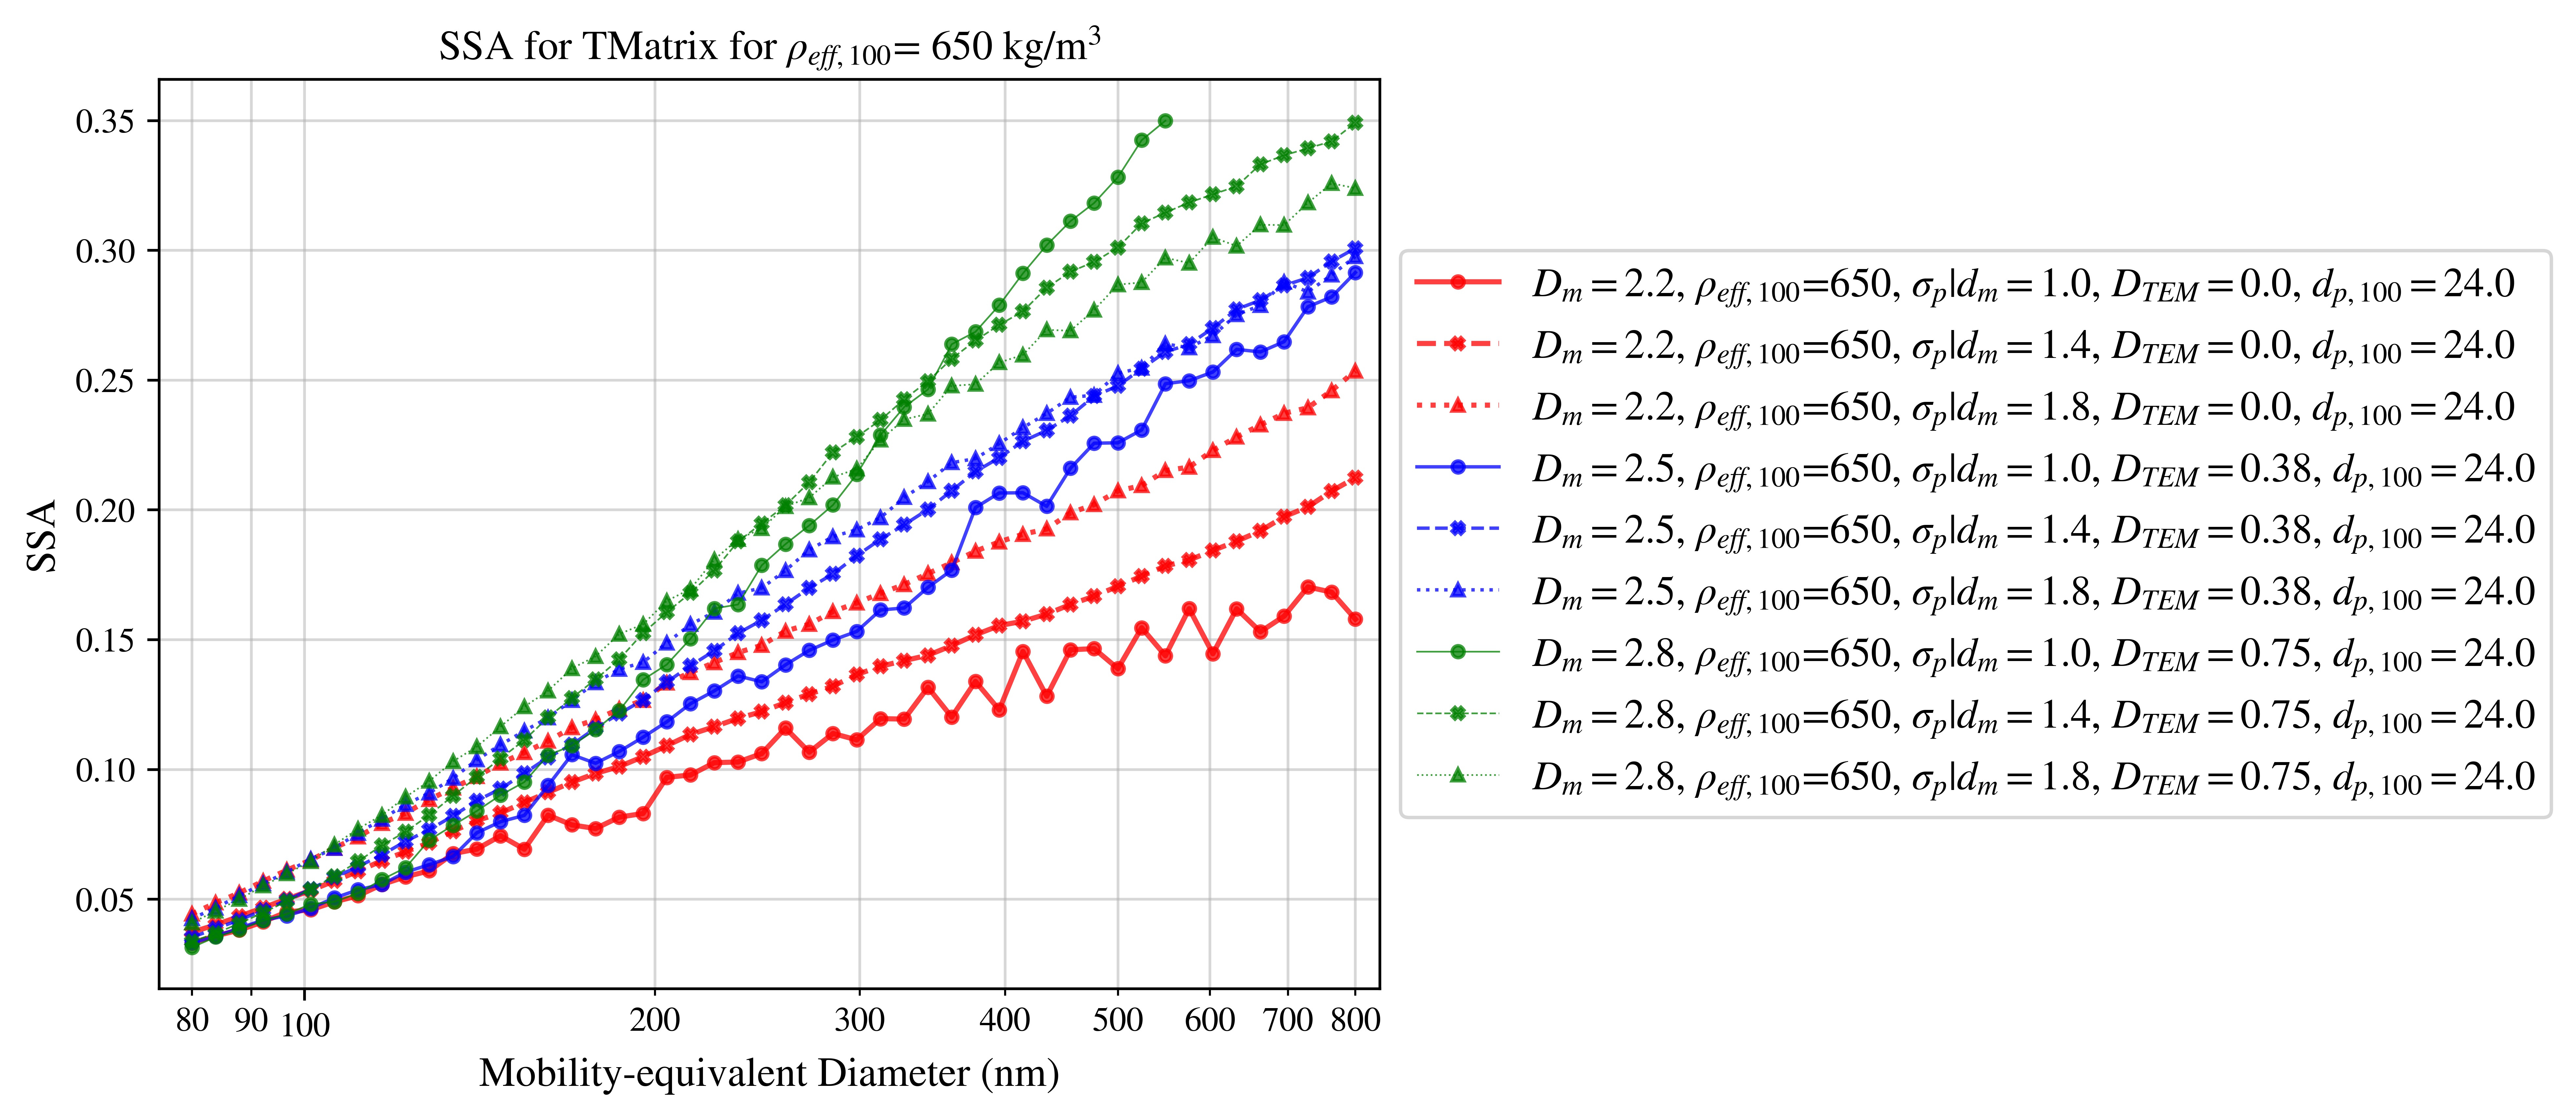 SSA for TMatrix for ρeff,100= 650 kg/m³
0.35
0.30
0.25
0.20
0.15
0.10
0.05
SSA
80 90 100 200 300 400 500 600 700 800
Mobility-equivalent Diameter (nm)
Dm = 2.2, ρeff,100=650, σp|dm = 1.0, DTEM = 0.0, dp,100 = 24.0
Dm = 2.2, ρeff,100=650, σp|dm = 1.4, DTEM = 0.0, dp,100 = 24.0
Dm = 2.2, ρeff,100=650, σp|dm = 1.8, DTEM = 0.0, dp,100 = 24.0
Dm = 2.5, ρeff,100=650, σp|dm = 1.0, DTEM = 0.38, dp,100 = 24.0
Dm = 2.5, ρeff,100=650, σp|dm = 1.4, DTEM = 0.38, dp,100 = 24.0
Dm = 2.5, ρeff,100=650, σp|dm = 1.8, DTEM = 0.38, dp,100 = 24.0
Dm = 2.8, ρeff,100=650, σp|dm = 1.0, DTEM = 0.75, dp,100 = 24.0
Dm = 2.8, ρeff,100=650, σp|dm = 1.4, DTEM = 0.75, dp,100 = 24.0
Dm = 2.8, ρeff,100=650, σp|dm = 1.8, DTEM = 0.75, dp,100 = 24.0